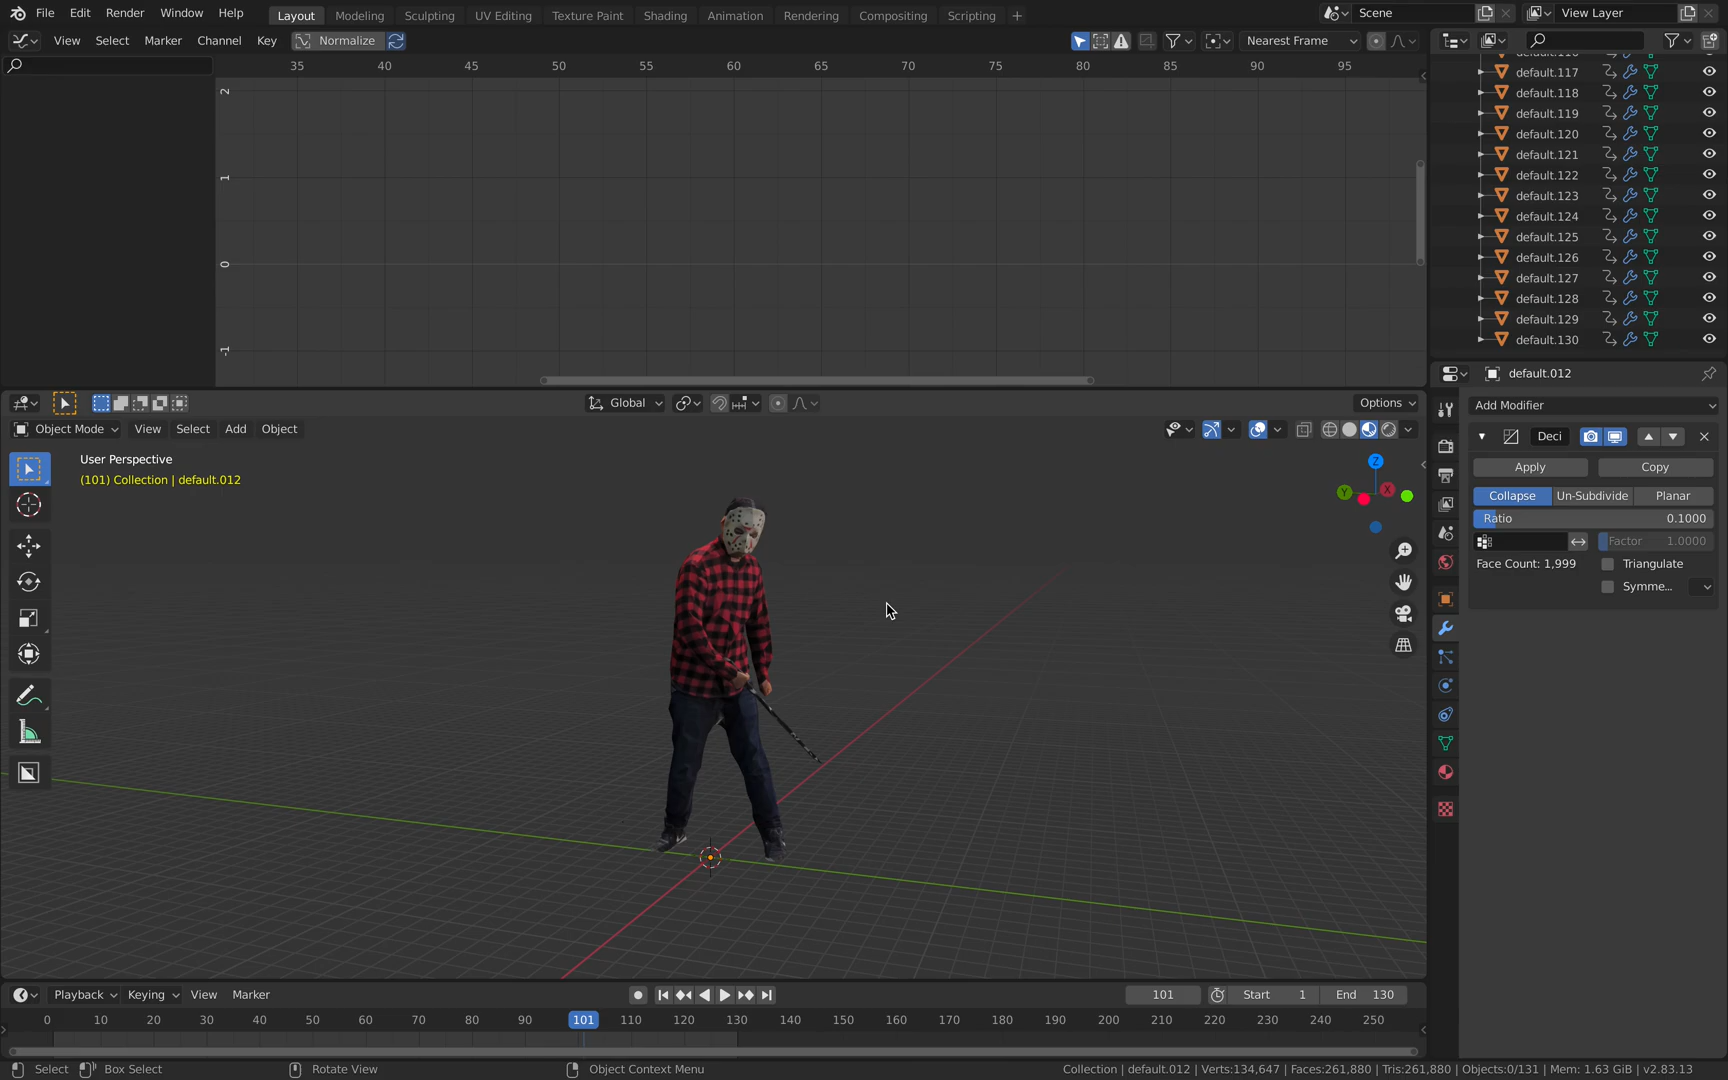 File Edit Render Window Help Layout Modeling Sculpting UV Editing Texture Paint Shading Animation Rendering Compositing Scripting + Scene View Layer
View Select Marker Channel Key Normalize Nearest Frame
35 40 45 50 55 60 65 70 75 80 85 90 95
2
1
0
-1
default.117
default.118
default.119
default.120
default.121
default.122
default.123
default.124
default.125
default.126
default.127
default.128
default.129
default.130
default.012
Add Modifier
Deci
Apply Copy
Collapse Un-Subdivide Planar
Ratio 0.1000
Factor 1.0000
Face Count: 1,999 Triangulate
Symme...
Global Options
Object Mode View Select Add Object
User Perspective
(101) Collection | default.012
Z
Y X
Playback Keying View Marker 101 Start 1 End 130
0 10 20 30 40 50 60 70 80 90 101 110 120 130 140 150 160 170 180 190 200 210 220 230 240 250
Select Box Select Rotate View Object Context Menu Collection | default.012 | Verts:134,647 | Faces:261,880 | Tris:261,880 | Objects:0/131 | Mem: 1.63 GiB | v2.83.13